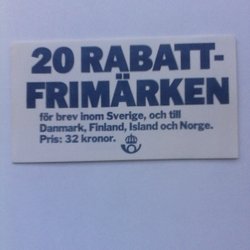 20 RABATT-
FRIMÄRKEN
för brev inom Sverige, och till
Danmark, Finland, Island och Norge.
Pris: 32 kronor.